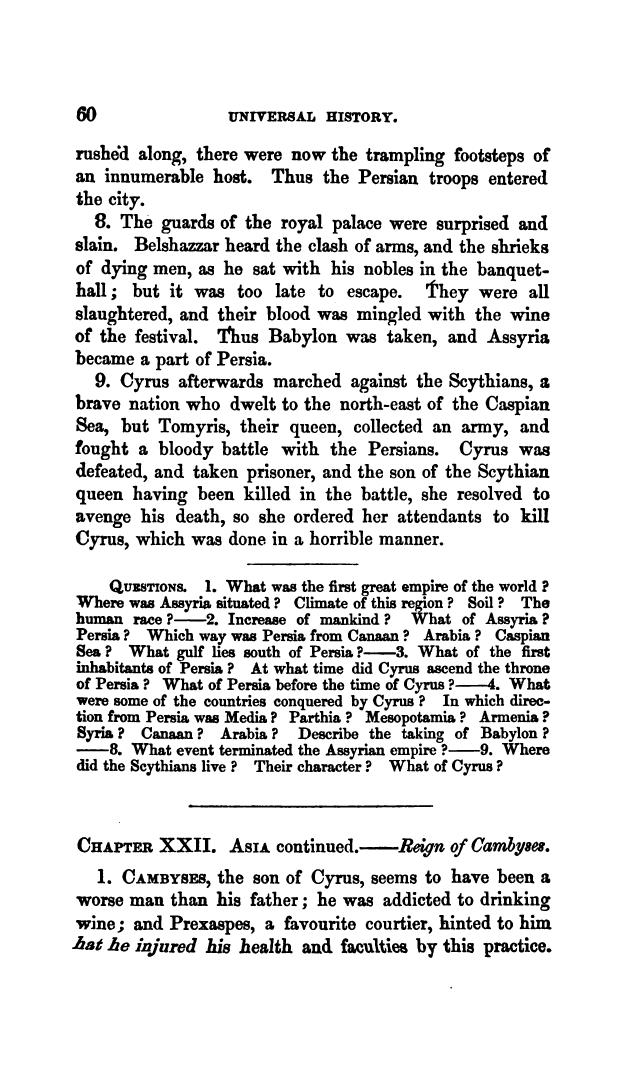 60 UNIVERSAL HISTORY.
rushed along, there were now the trampling footsteps of
an innumerable host. Thus the Persian troops entered
the city.
8. The guards of the royal palace were surprised and
slain. Belshazzar heard the clash of arms, and the shrieks
of dying men, as he sat with his nobles in the banquet-
hall; but it was too late to escape. They were all
slaughtered, and their blood was mingled with the wine
of the festival. Thus Babylon was taken, and Assyria
became a part of Persia.
9. Cyrus afterwards marched against the Scythians, a
brave nation who dwelt to the north-east of the Caspian
Sea, but Tomyris, their queen, collected an army, and
fought a bloody battle with the Persians. Cyrus was
defeated, and taken prisoner, and the son of the Scythian
queen having been killed in the battle, she resolved to
avenge his death, so she ordered her attendants to kill
Cyrus, which was done in a horrible manner.
QUESTIONS. 1. What was the first great empire of the world?
Where was Assyria situated? Climate of this region? Soil? The
human race?——2. Increase of mankind? What of Assyria?
Persia? Which way was Persia from Canaan? Arabia? Caspian
Sea? What gulf lies south of Persia?——3. What of the first
inhabitants of Persia? At what time did Cyrus ascend the throne
of Persia? What of Persia before the time of Cyrus?——4. What
were some of the countries conquered by Cyrus? In which direc-
tion from Persia was Media? Parthia? Mesopotamia? Armenia?
Syria? Canaan? Arabia? Describe the taking of Babylon?
——8. What event terminated the Assyrian empire?——9. Where
did the Scythians live? Their character? What of Cyrus?
CHAPTER XXII. ASIA continued.——Reign of Cambyses.
1. CAMBYSES, the son of Cyrus, seems to have been a
worse man than his father; he was addicted to drinking
wine; and Prexaspes, a favourite courtier, hinted to him
hat he injured his health and faculties by this practice.